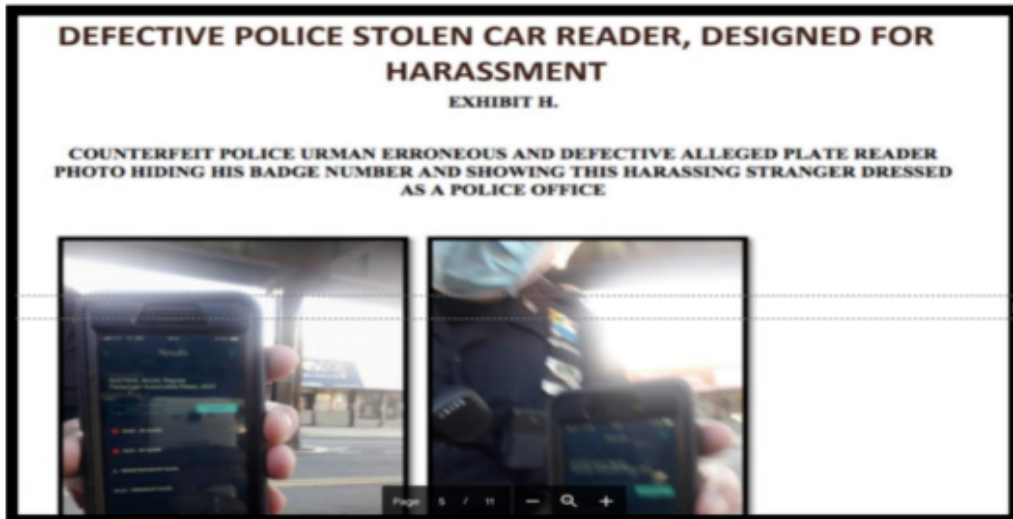 DEFECTIVE POLICE STOLEN CAR READER, DESIGNED FOR
HARASSMENT
EXHIBIT H.
COUNTERFEIT POLICE URMAN ERRONEOUS AND DEFECTIVE ALLEGED PLATE READER
PHOTO HIDING HIS BADGE NUMBER AND SHOWING THIS HARASSING STRANGER DRESSED
AS A POLICE OFFICE
Results
Page 5 / 11